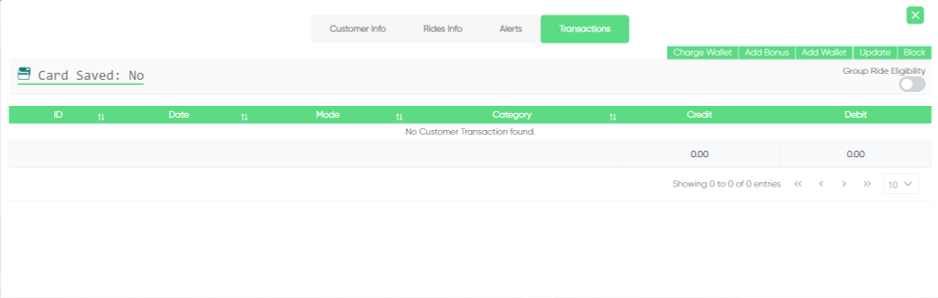 Customer Info Rides Info Alerts Transactions
Charge Wallet Add Bonus Add Wallet Update Block
Card Saved: No
Group Ride Eligibility
ID Date Mode Category Credit Debit
No Customer Transaction found.
0.00 0.00
Showing 0 to 0 of 0 entries « ‹ › » 10